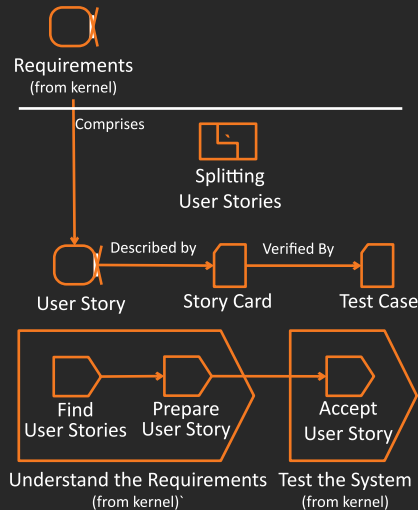 Requirements
(from kernel)
Comprises
Splitting
User Stories
Described by
Verified By
User Story
Story Card
Test Case
Find
User Stories
Prepare
User Story
Accept
User Story
Understand the Requirements
(from kernel)`
Test the System
(from kernel)